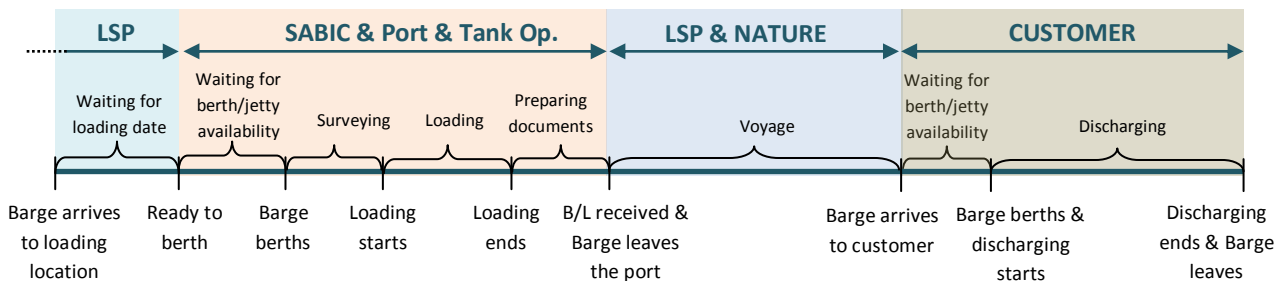 LSP
SABIC & Port & Tank Op.
LSP & NATURE
CUSTOMER
Waiting for
loading date
Waiting for
berth/jetty
availability
Surveying
Loading
Preparing
documents
Voyage
Waiting for
berth/jetty
availability
Discharging
Barge arrives
to loading
location
Ready to
berth
Barge
berths
Loading
starts
Loading
ends
B/L received &
Barge leaves
the port
Barge arrives
to customer
Barge berths &
discharging
starts
Discharging
ends & Barge
leaves